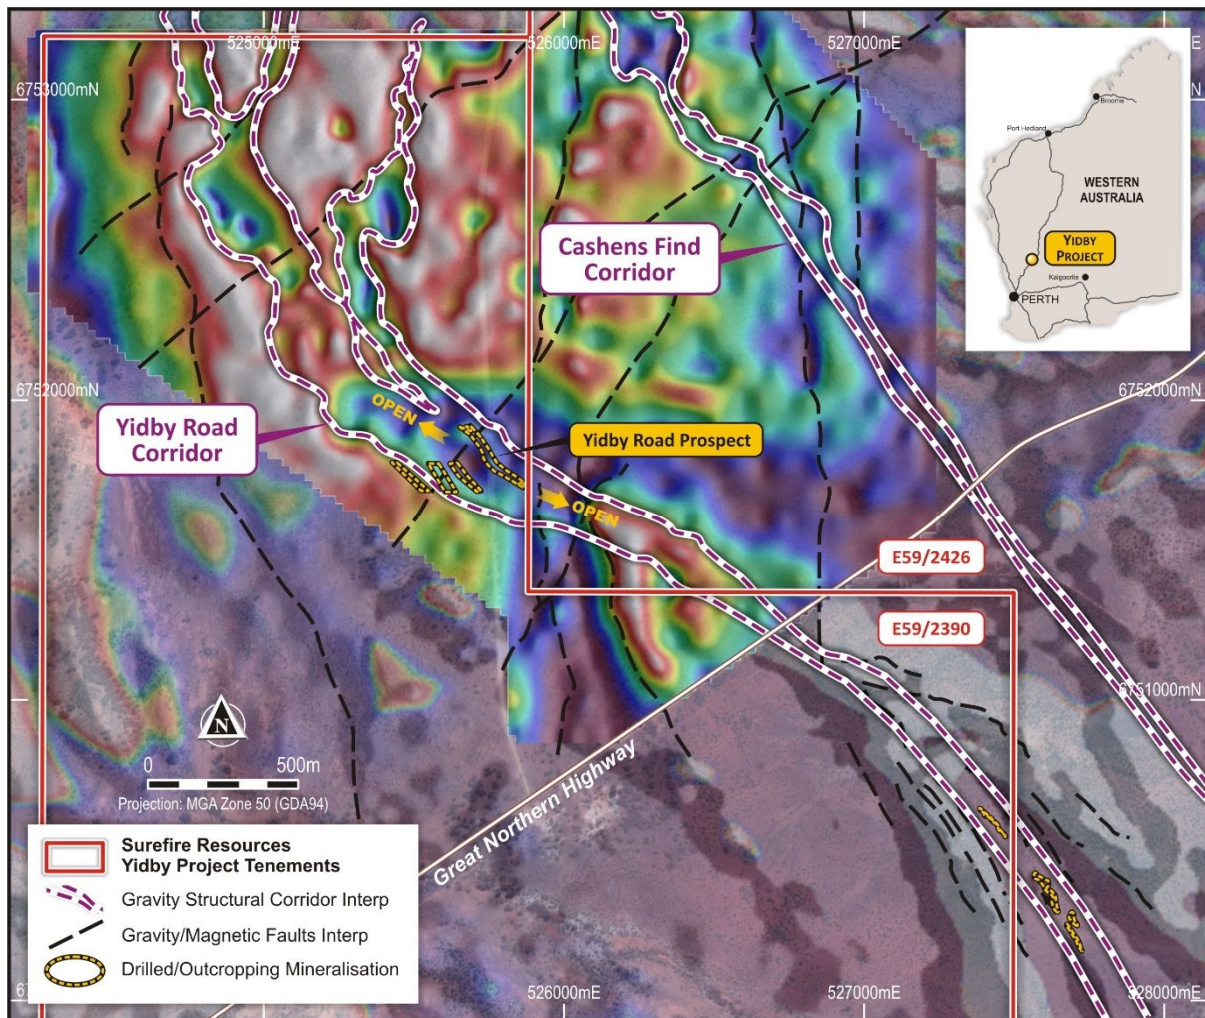 525000mE
526000mE
527000mE
6753000mN
N
Broome
Port Hedland
WESTERN
AUSTRALIA
YIDBY
PROJECT
Kalgoorlie
PERTH
Cashens Find
Corridor
6752000mN
6752000mN
OPEN
Yidby Road
Corridor
Yidby Road Prospect
OPEN
E59/2426
E59/2390
6751000mN
N
0 500m
Projection: MGA Zone 50 (GDA94)
Great Northern Highway
Surefire Resources
Yidby Project Tenements
Gravity Structural Corridor Interp
Gravity/Magnetic Faults Interp
Drilled/Outcropping Mineralisation
526000mE
527000mE
528000mE